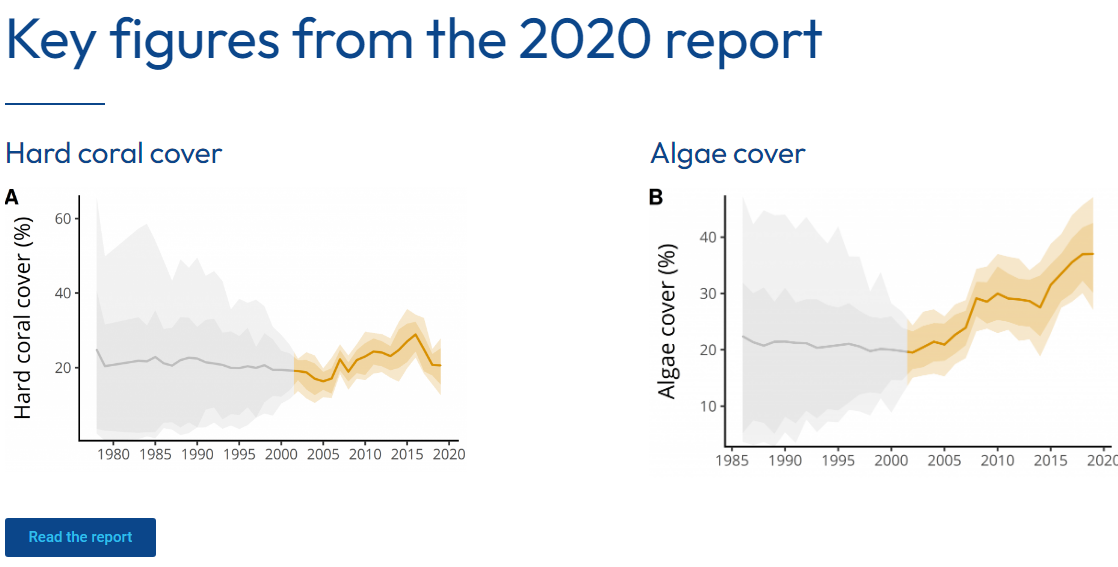 Key figures from the 2020 report
Hard coral cover
Algae cover
A
Hard coral cover (%)
60
40
20
1980 1985 1990 1995 2000 2005 2010 2015 2020
B
Algae cover (%)
40
30
20
10
1985 1990 1995 2000 2005 2010 2015 2020
Read the report